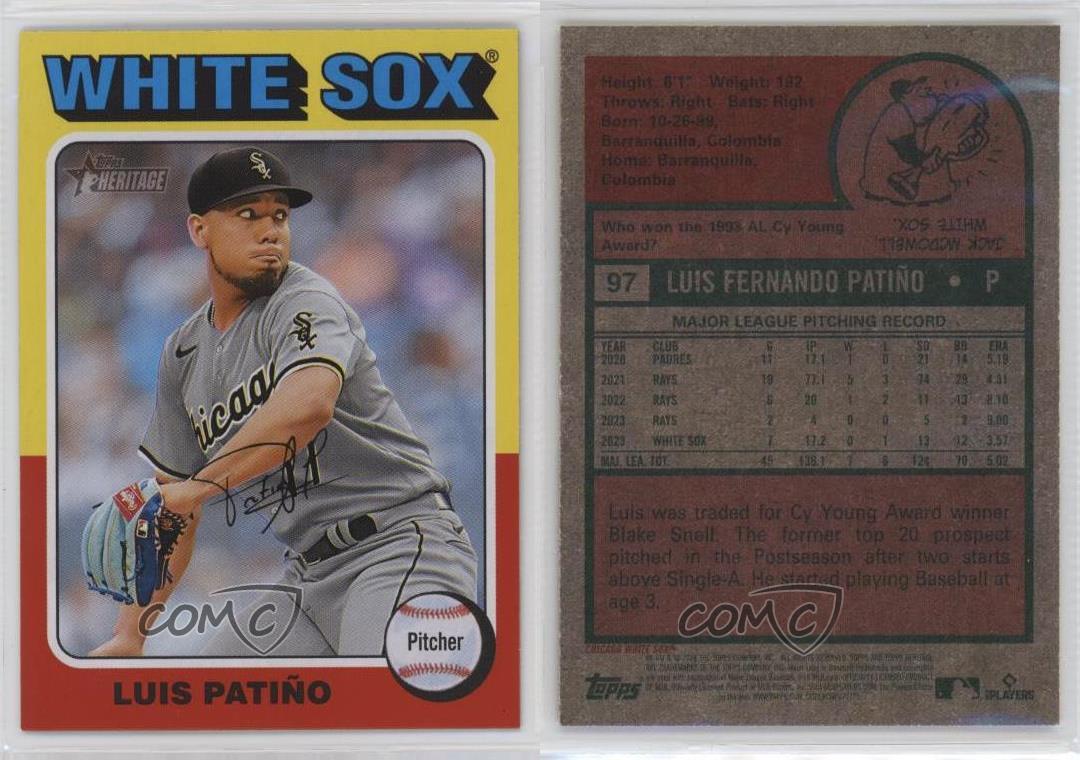 WHITE SOX®
Topps
HERITAGE
Chicago
Patiño
Rawlings
Pitcher
LUIS PATIÑO
COMC
Height: 6'1" Weight: 192
Throws: Right Bats: Right
Born: 10-26-99,
Barranquilla, Colombia
Home: Barranquilla,
Colombia
Who won the 1993 AL Cy Young
Award?
JACK MCDOWELL
WHITE SOX
97 LUIS FERNANDO PATIÑO • P
MAJOR LEAGUE PITCHING RECORD
YEAR CLUB G IP W L SO BB ERA
2020 PADRES 11 17.1 1 0 21 14 5.19
2021 RAYS 19 77.1 5 3 74 29 4.31
2022 RAYS 6 20 1 2 11 13 8.10
2023 RAYS 2 4 0 0 5 2 9.00
2023 WHITE SOX 7 17.2 0 1 13 12 3.57
MAJ. LEA. TOT. 45 136.1 7 6 124 70 5.02
Luis was traded for Cy Young Award winner
Blake Snell. The former top 20 prospect
pitched in the Postseason after two starts
above Single-A. He started playing Baseball at
age 3.
COMC
CHICAGO WHITE SOX®
topps
PLAYERS